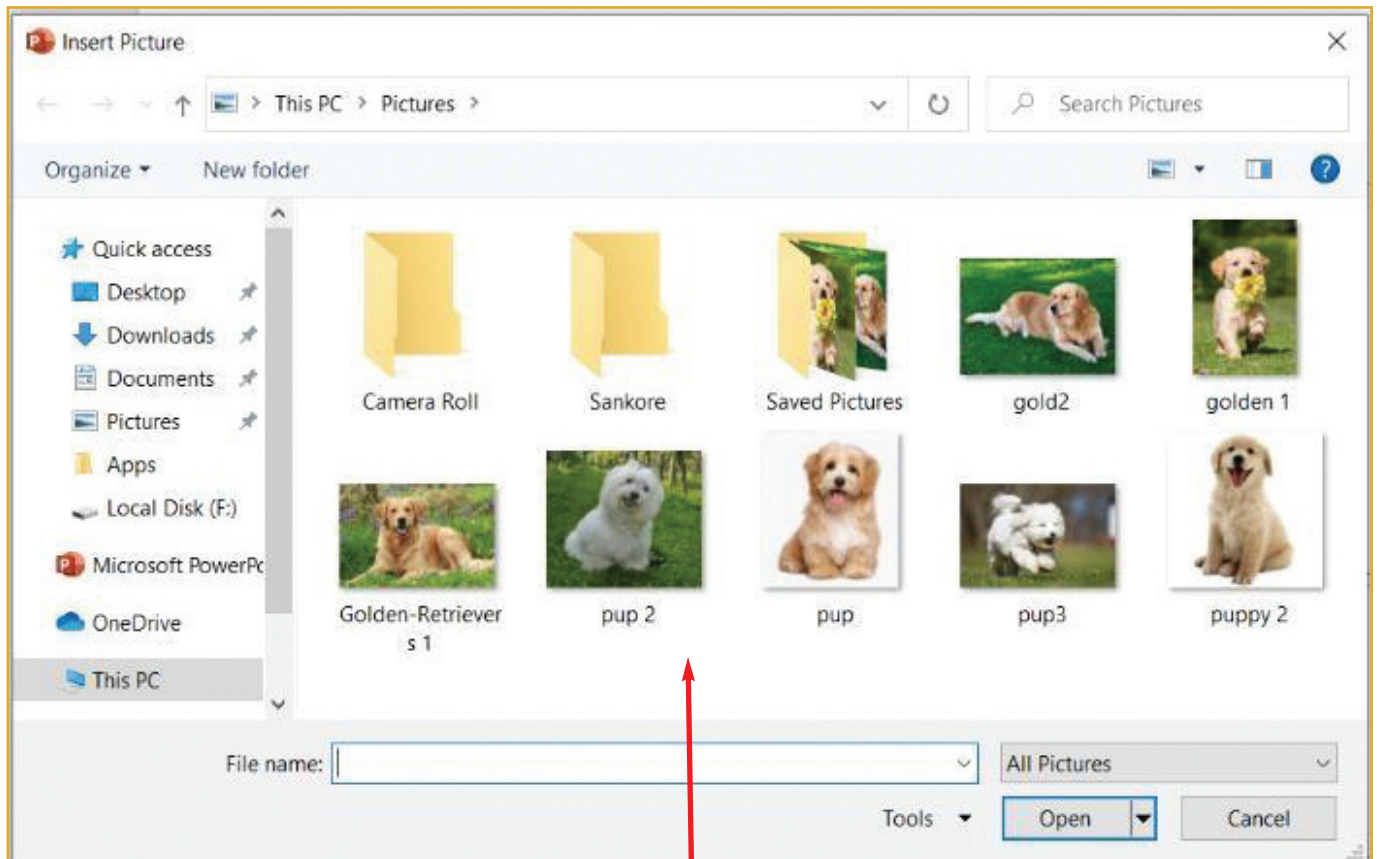 Insert Picture
This PC > Pictures >
Search Pictures
Organize
New folder
Quick access
Desktop
Downloads
Documents
Pictures
Apps
Local Disk (F:)
Microsoft PowerPo
OneDrive
This PC
Camera Roll
Sankore
Saved Pictures
gold2
golden 1
Golden-Retriever
s 1
pup 2
pup
pup3
puppy 2
File name:
All Pictures
Tools
Open
Cancel